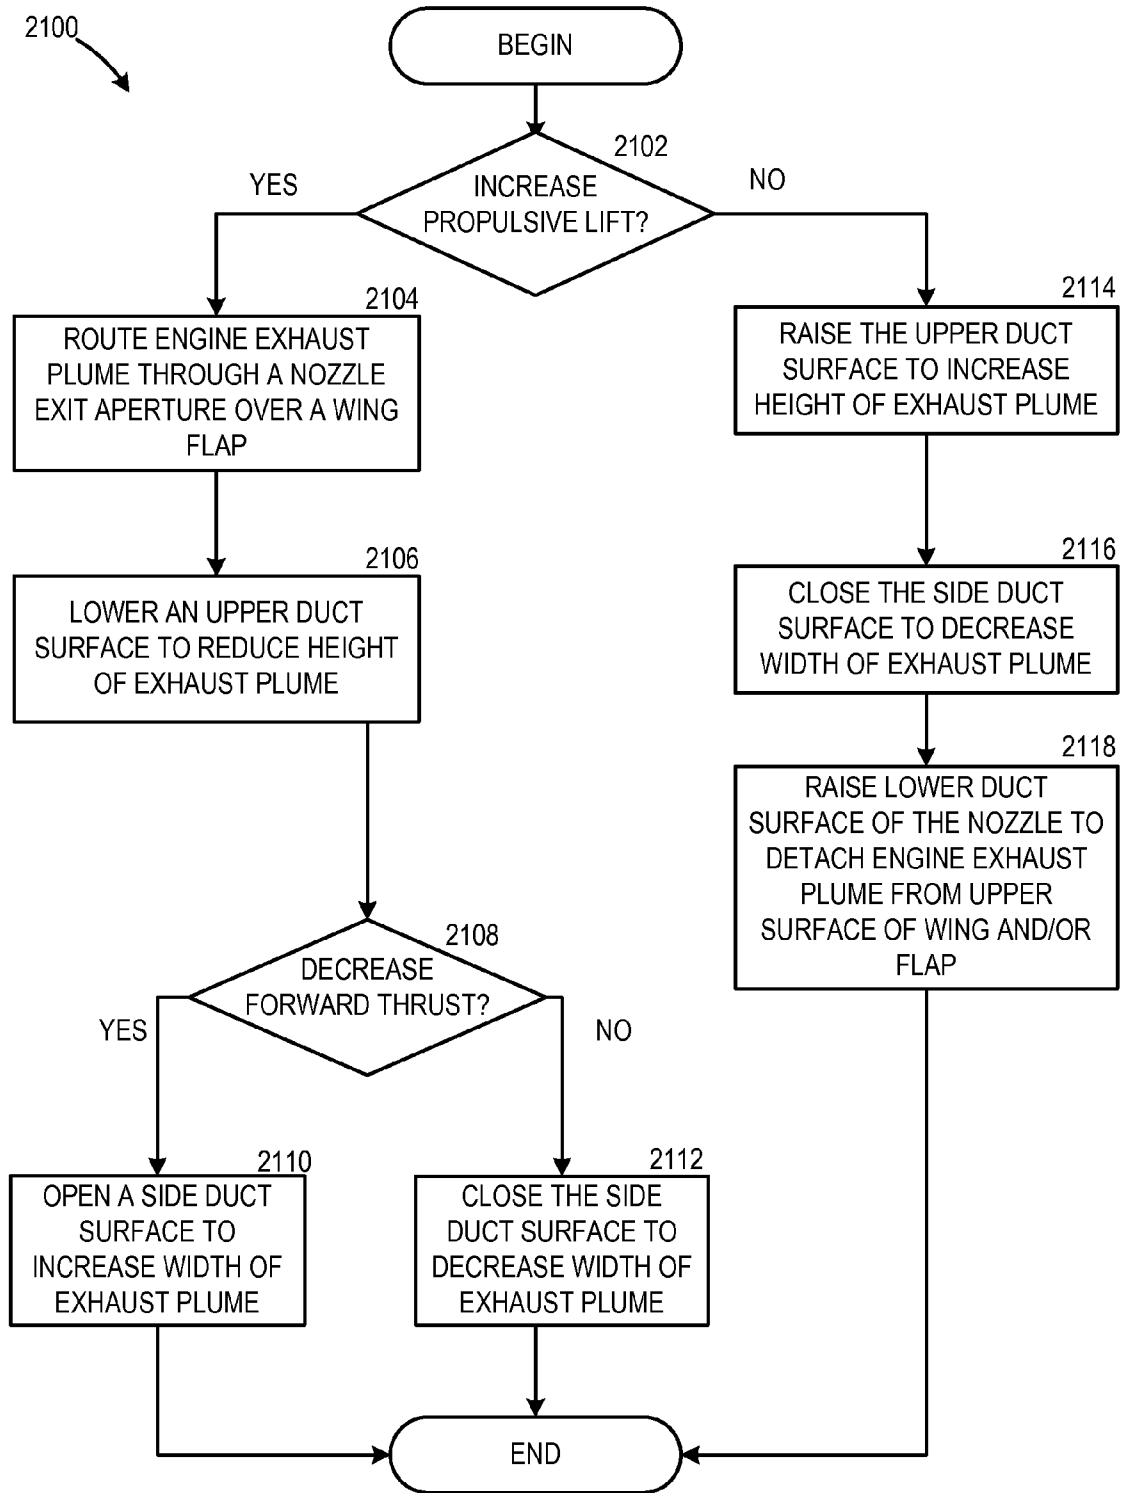 2100
BEGIN
2102
INCREASE
PROPULSIVE LIFT?
YES
NO
2104
ROUTE ENGINE EXHAUST
PLUME THROUGH A NOZZLE
EXIT APERTURE OVER A WING
FLAP
2106
LOWER AN UPPER DUCT
SURFACE TO REDUCE HEIGHT
OF EXHAUST PLUME
2108
DECREASE
FORWARD THRUST?
YES
NO
2110
OPEN A SIDE DUCT
SURFACE TO
INCREASE WIDTH OF
EXHAUST PLUME
2112
CLOSE THE SIDE
DUCT SURFACE TO
DECREASE WIDTH OF
EXHAUST PLUME
2114
RAISE THE UPPER DUCT
SURFACE TO INCREASE
HEIGHT OF EXHAUST PLUME
2116
CLOSE THE SIDE DUCT
SURFACE TO DECREASE
WIDTH OF EXHAUST PLUME
2118
RAISE LOWER DUCT
SURFACE OF THE NOZZLE TO
DETACH ENGINE EXHAUST
PLUME FROM UPPER
SURFACE OF WING AND/OR
FLAP
END